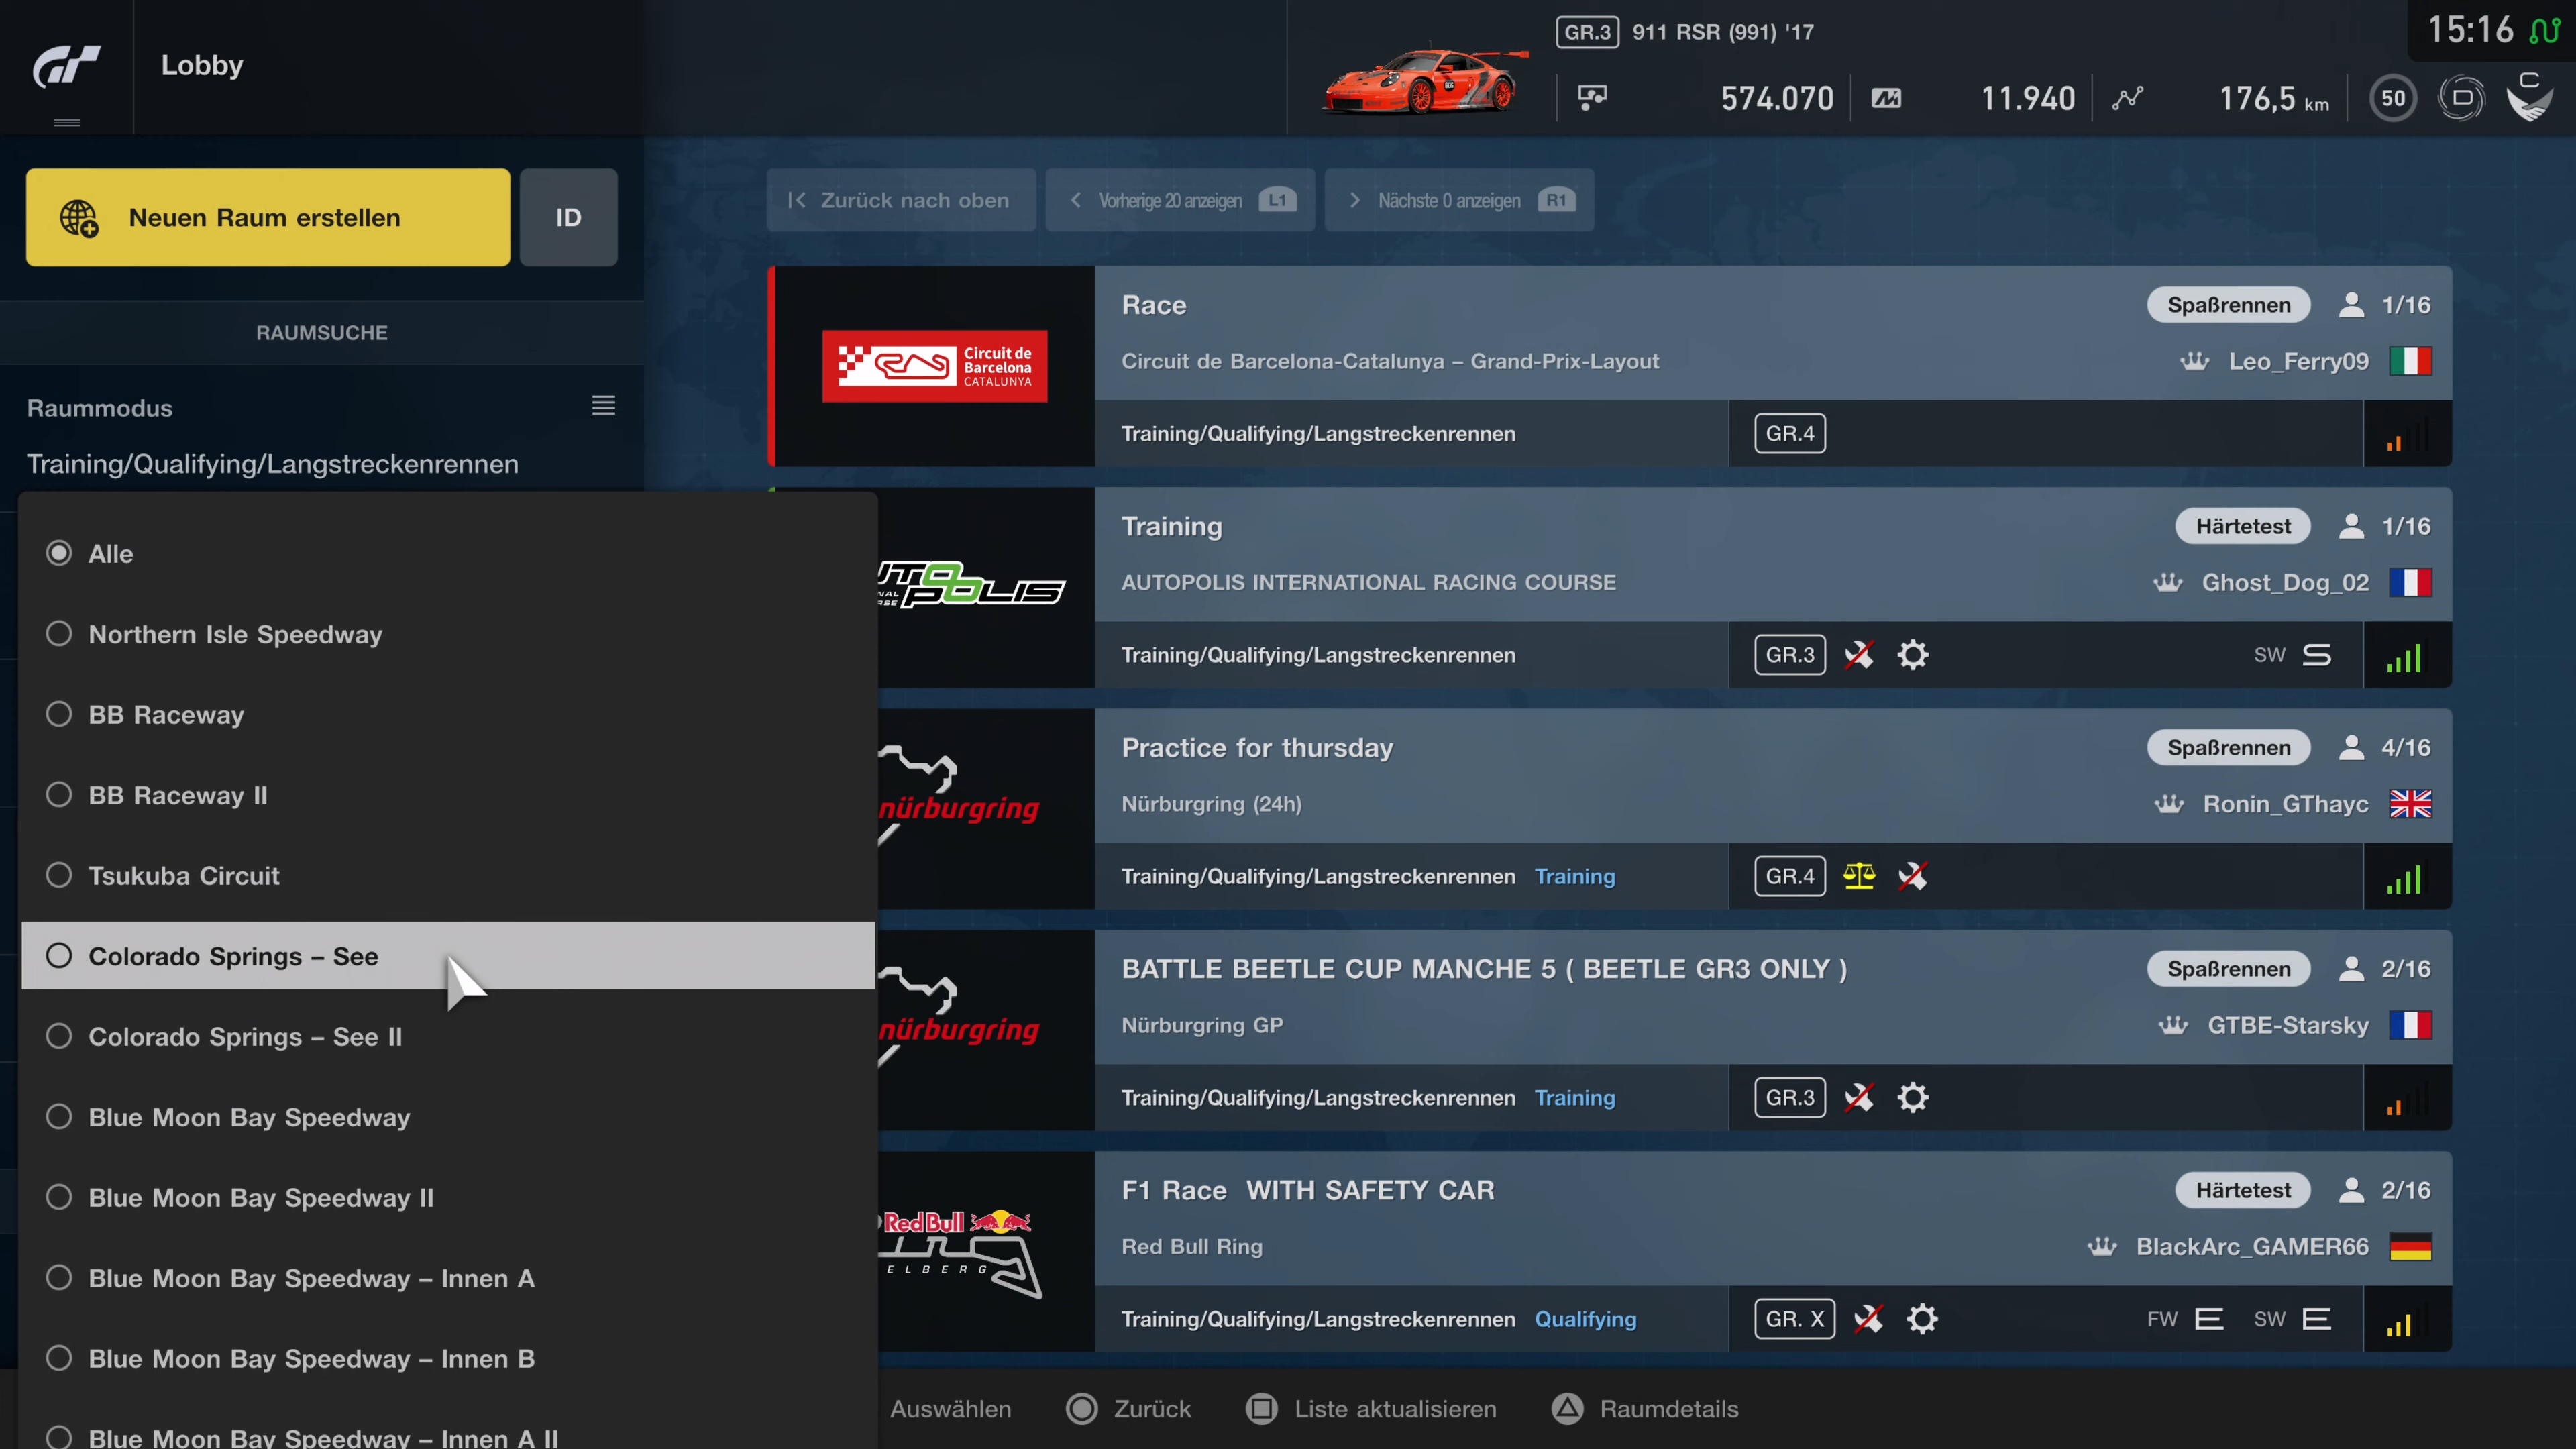 Lobby
GR.3 911 RSR (991) '17
15:16
574.070
11.940
176,5 km
50
D
C
Neuen Raum erstellen
ID
RAUMSUCHE
Raummodus
Training/Qualifying/Langstreckenrennen
Alle
Northern Isle Speedway
BB Raceway
BB Raceway II
Tsukuba Circuit
Colorado Springs – See
Colorado Springs – See II
Blue Moon Bay Speedway
Blue Moon Bay Speedway II
Blue Moon Bay Speedway – Innen A
Blue Moon Bay Speedway – Innen B
Blue Moon Bay Speedway – Innen A II
Zurück nach oben
Vorherige 20 anzeigen L1
Nächste 0 anzeigen R1
Circuit de
Barcelona
CATALUNYA
Race
Spaßrennen 1/16
Circuit de Barcelona-Catalunya – Grand-Prix-Layout
Leo_Ferry09
Training/Qualifying/Langstreckenrennen
GR.4
Training
Härtetest 1/16
AUTOPOLIS INTERNATIONAL RACING COURSE
Ghost_Dog_02
Training/Qualifying/Langstreckenrennen
GR.3
SW S
nürburgring
Practice for thursday
Spaßrennen 4/16
Nürburgring (24h)
Ronin_GThayc
Training/Qualifying/Langstreckenrennen Training
GR.4
nürburgring
BATTLE BEETLE CUP MANCHE 5 ( BEETLE GR3 ONLY )
Spaßrennen 2/16
Nürburgring GP
GTBE-Starsky
Training/Qualifying/Langstreckenrennen Training
GR.3
Red Bull
ELBERG
F1 Race WITH SAFETY CAR
Härtetest 2/16
Red Bull Ring
BlackArc_GAMER66
Training/Qualifying/Langstreckenrennen Qualifying
GR. X
FW E SW E
Auswählen
Zurück
Liste aktualisieren
Raumdetails